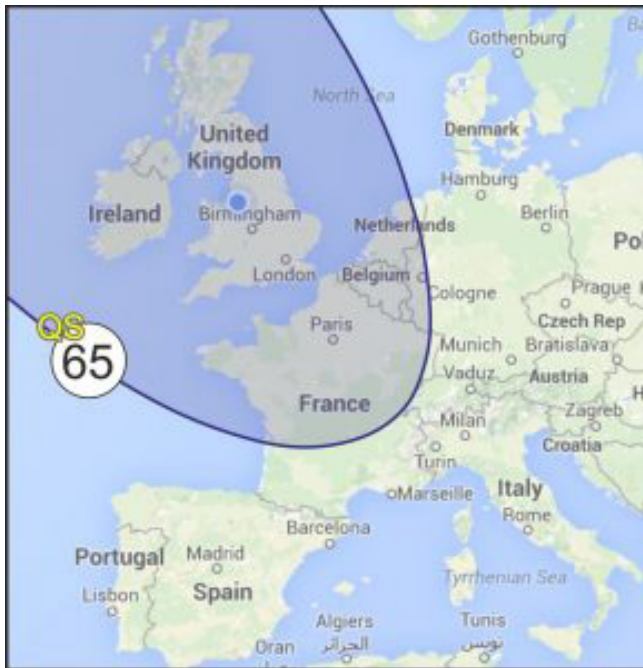 Gothenburg
North Sea
Denmark
United
Kingdom
Hamburg
Ireland
Birmingham
Netherlands
Berlin
London
Belgium
Cologne
Prague
QS
65
Paris
Czech Rep
Munich
Bratislava
Vaduz
Austria
France
Milan
Zagreb
Turin
Croatia
Marseille
Italy
Rome
Barcelona
Portugal
Madrid
Tyrrhenian Sea
Lisbon
Spain
Algiers
الجزائر
Tunis
تونس
Oran